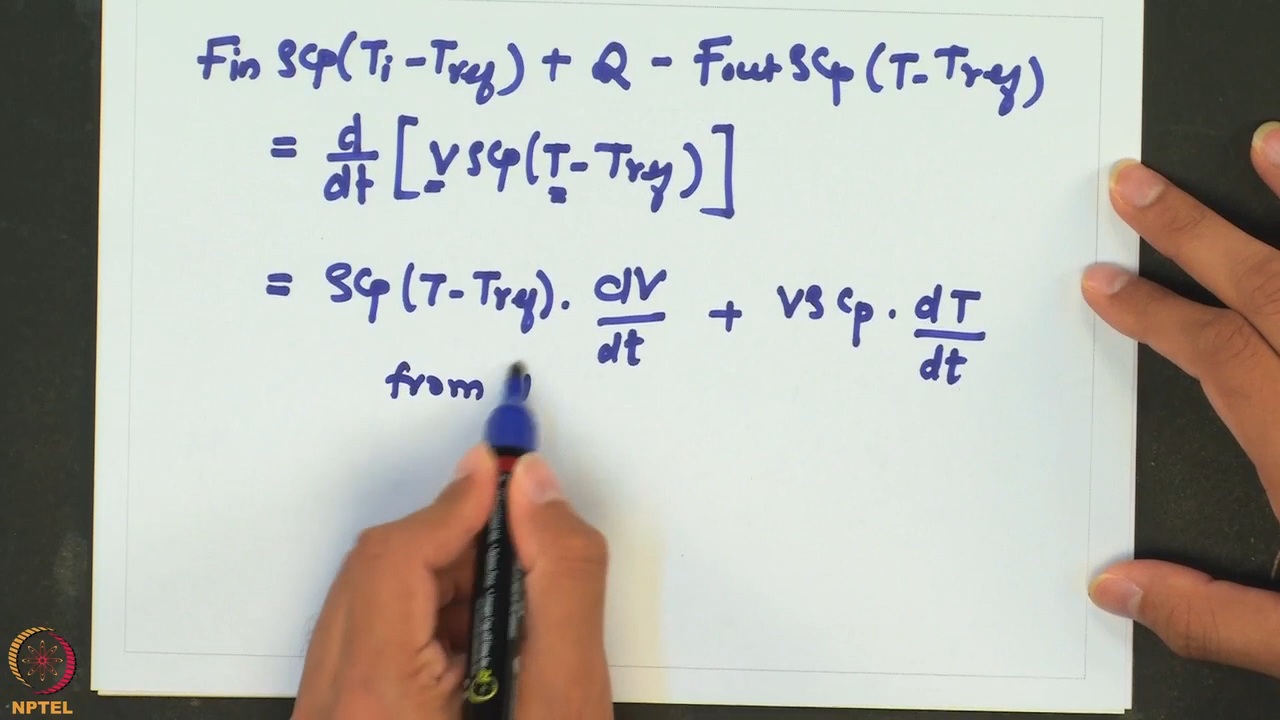 Fin ρCp(Ti - Tref) + Q - Fout ρCp (T - Tref)
= d/dt [VρCp(T - Tref)]
= ρCp (T - Tref) · dV/dt + VρCp · dT/dt
from
NPTEL